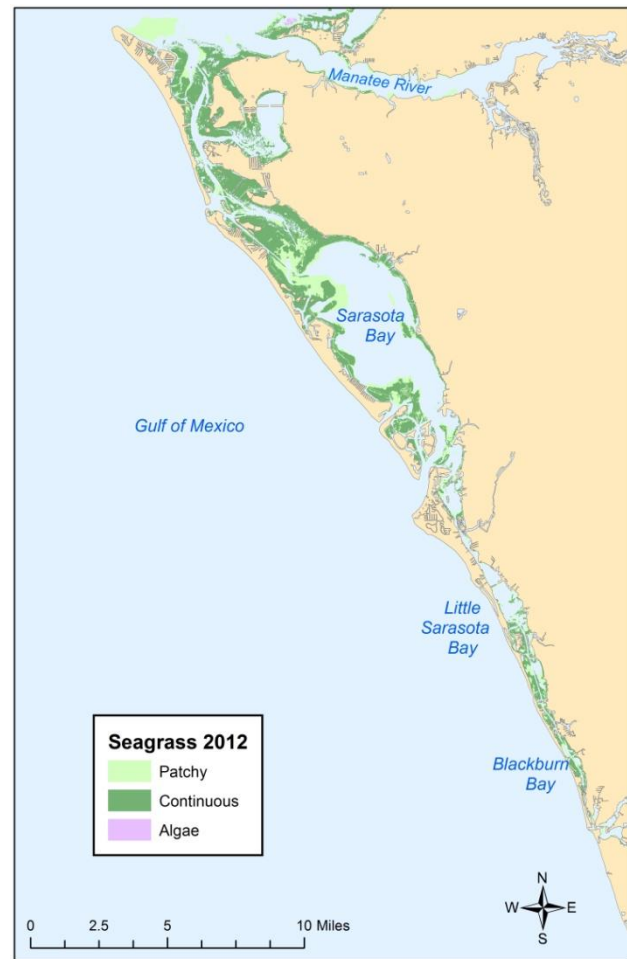 Manatee River
Sarasota
Bay
Gulf of Mexico
Little
Sarasota
Bay
Blackburn
Bay
Seagrass 2012
Patchy
Continuous
Algae
N
W E
S
0 2.5 5 10 Miles